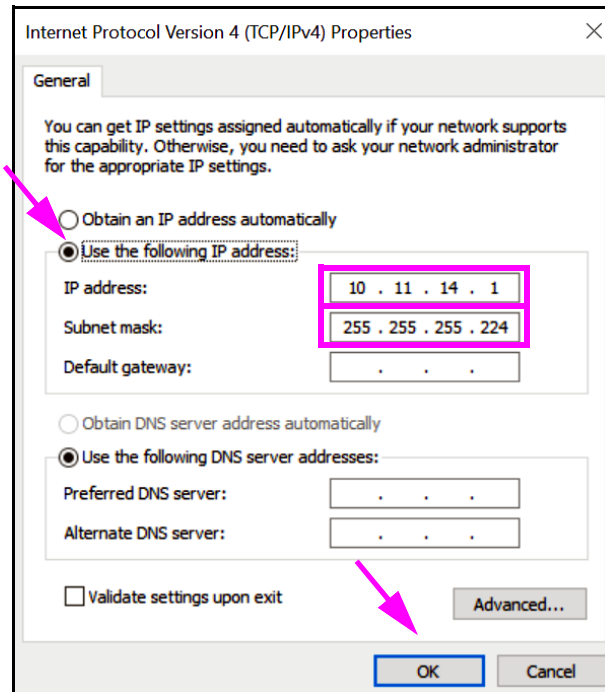 Internet Protocol Version 4 (TCP/IPv4) Properties
General
You can get IP settings assigned automatically if your network supports
this capability. Otherwise, you need to ask your network administrator
for the appropriate IP settings.
Obtain an IP address automatically
Use the following IP address:
IP address: 10 . 11 . 14 . 1
Subnet mask: 255 . 255 . 255 . 224
Default gateway: . . .
Obtain DNS server address automatically
Use the following DNS server addresses:
Preferred DNS server: . . .
Alternate DNS server: . . .
Validate settings upon exit
Advanced...
OK Cancel